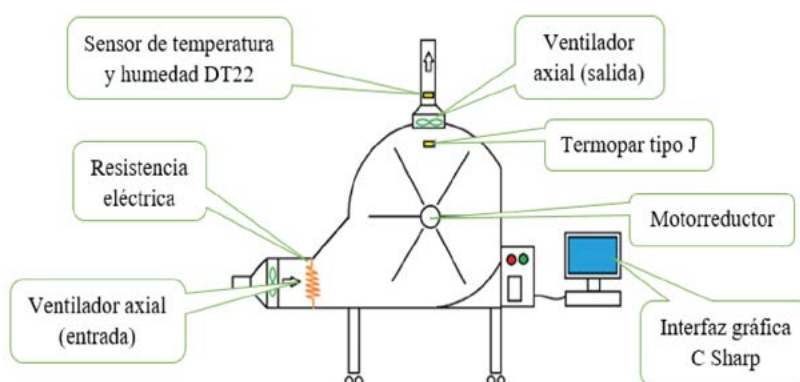 Sensor de temperatura
y humedad DT22
Ventilador
axial (salida)
Termopar tipo J
Resistencia
eléctrica
Motorreductor
Ventilador axial
(entrada)
Interfaz gráfica
C Sharp